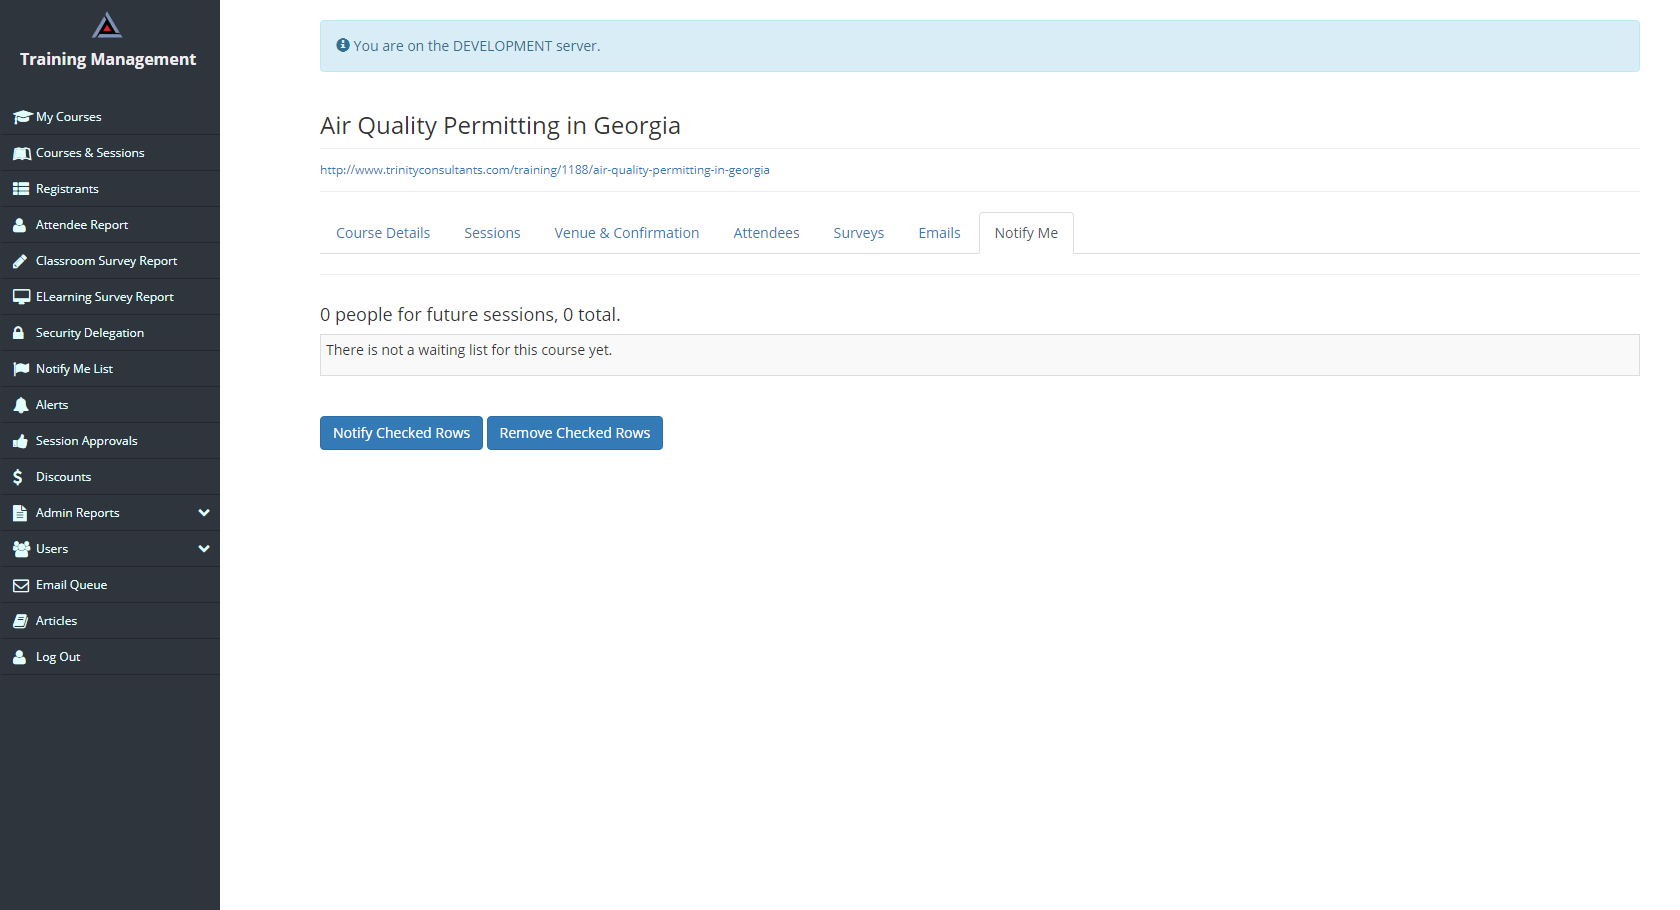 Training Management
My Courses
Courses & Sessions
Registrants
Attendee Report
Classroom Survey Report
ELearning Survey Report
Security Delegation
Notify Me List
Alerts
Session Approvals
Discounts
Admin Reports
Users
Email Queue
Articles
Log Out
You are on the DEVELOPMENT server.
Air Quality Permitting in Georgia
http://www.trinityconsultants.com/training/1188/air-quality-permitting-in-georgia
Course Details Sessions Venue & Confirmation Attendees Surveys Emails Notify Me
0 people for future sessions, 0 total.
There is not a waiting list for this course yet.
Notify Checked Rows Remove Checked Rows